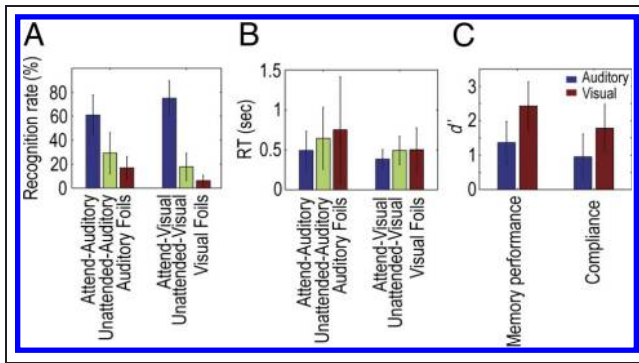 A
Recognition rate (%)
80
60
40
20
0
Attend-Auditory
Unattended-Auditory
Auditory Foils
Attend-Visual
Unattended-Visual
Visual Foils
B
RT (sec)
1.5
1
0.5
0
Attend-Auditory
Unattended-Auditory
Auditory Foils
Attend-Visual
Unattended-Visual
Visual Foils
C
d'
3
2
1
0
Auditory
Visual
Memory performance
Compliance